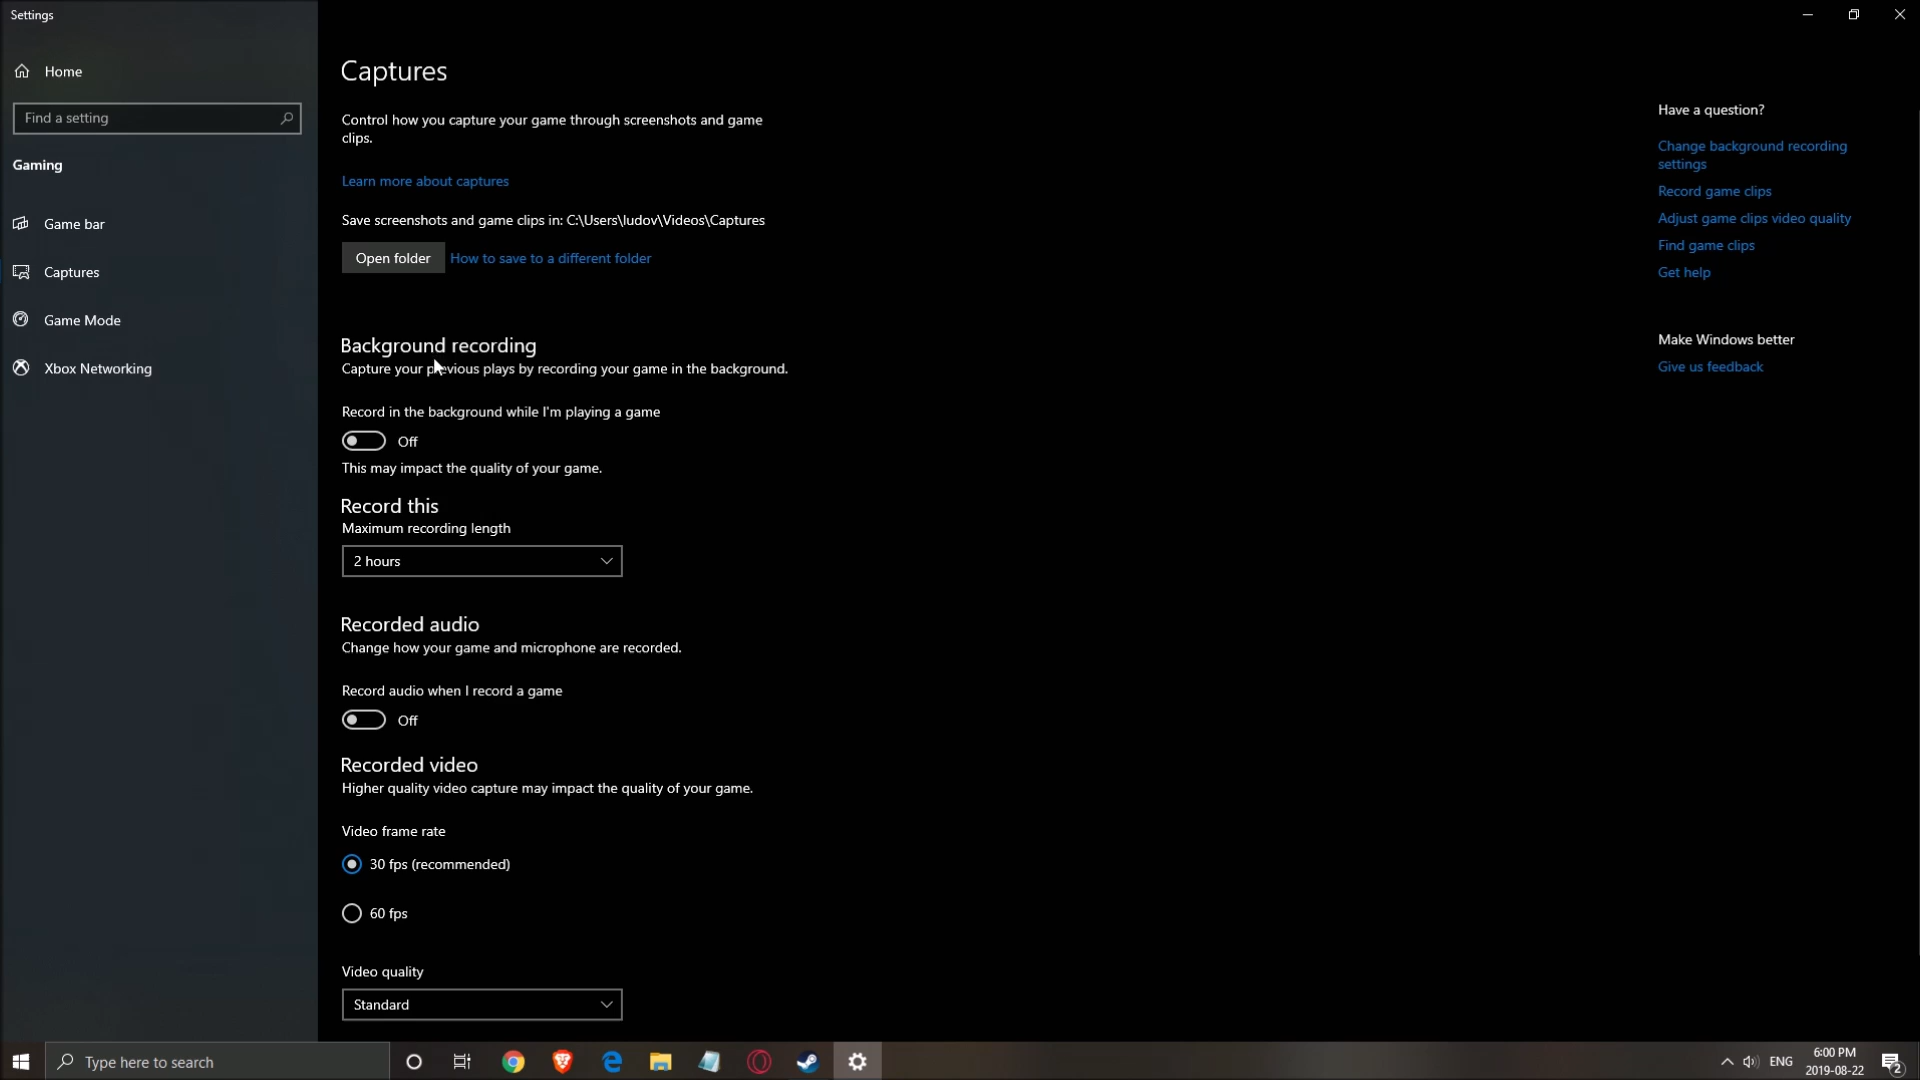 Settings
Home
Find a setting
Gaming
Game bar
Captures
Game Mode
Xbox Networking
Captures
Control how you capture your game through screenshots and game
clips.
Learn more about captures
Save screenshots and game clips in: C:\Users\ludov\Videos\Captures
Open folder
How to save to a different folder
Background recording
Capture your previous plays by recording your game in the background.
Record in the background while I'm playing a game
Off
This may impact the quality of your game.
Record this
Maximum recording length
2 hours
Recorded audio
Change how your game and microphone are recorded.
Record audio when I record a game
Off
Recorded video
Higher quality video capture may impact the quality of your game.
Video frame rate
30 fps (recommended)
60 fps
Video quality
Standard
Have a question?
Change background recording
settings
Record game clips
Adjust game clips video quality
Find game clips
Get help
Make Windows better
Give us feedback
Type here to search
ENG
6:00 PM
2019-08-22
2